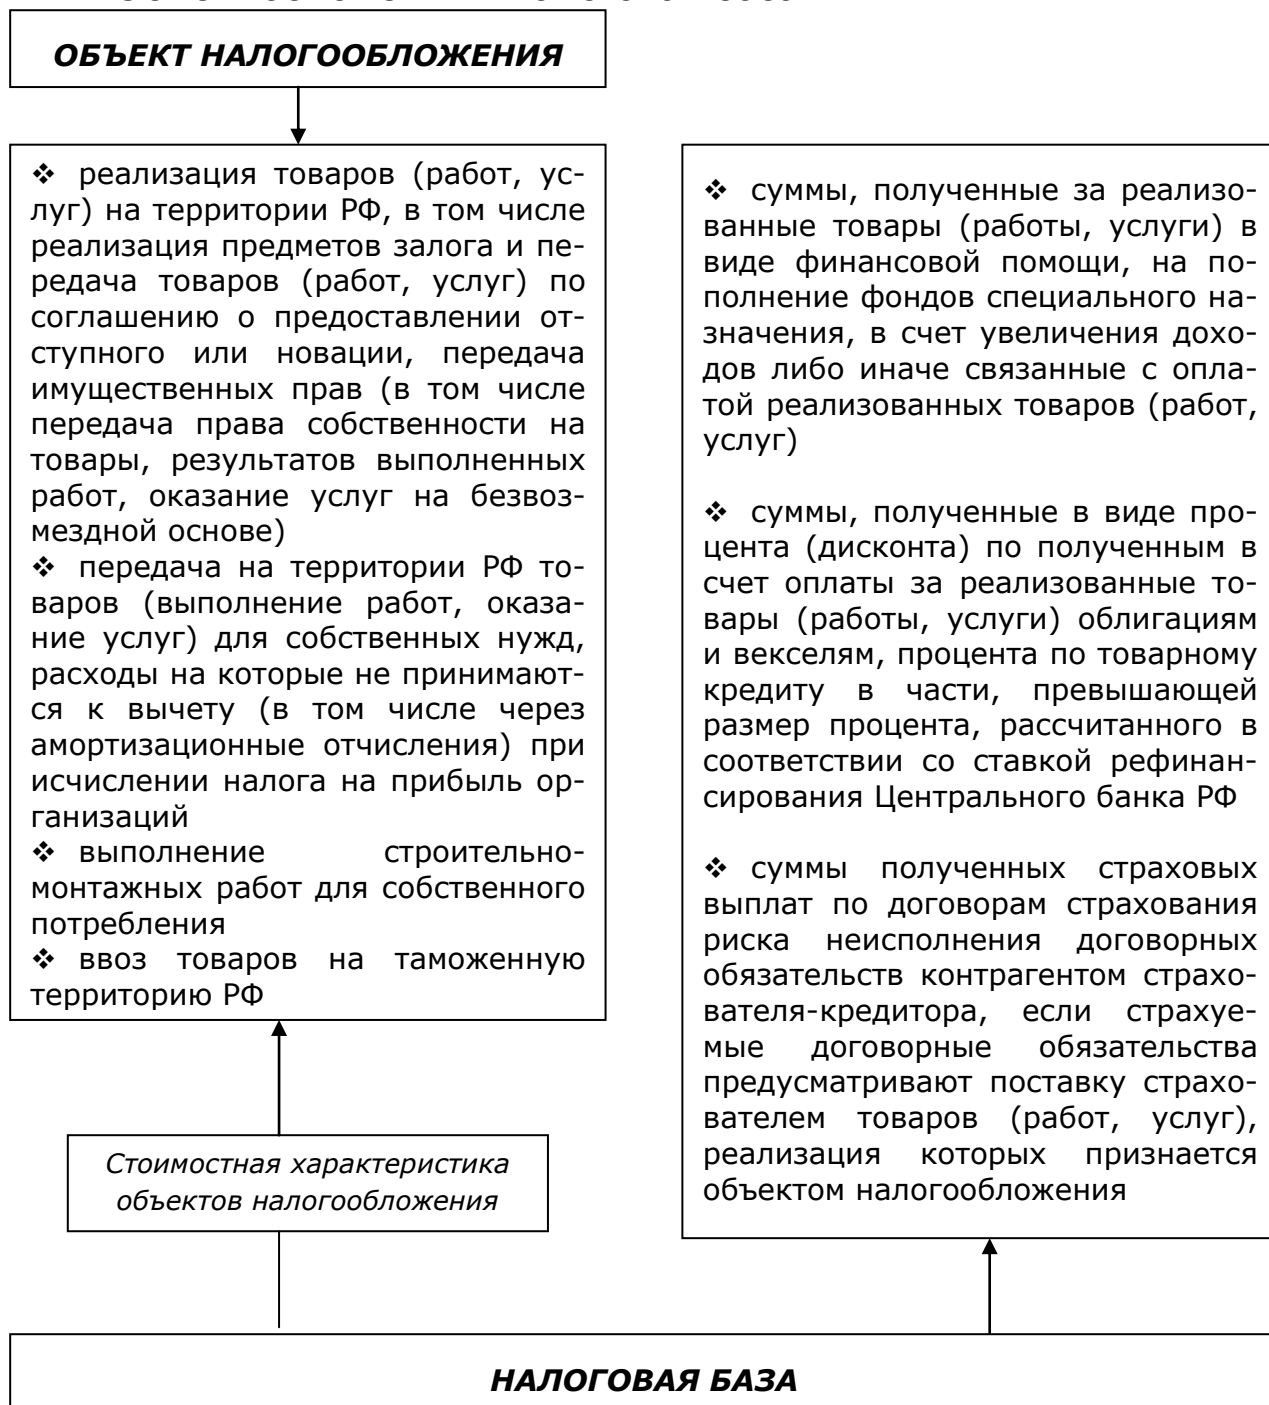 ОБЪЕКТ НАЛОГООБЛОЖЕНИЯ
❖ реализация товаров (работ, ус-
луг) на территории РФ, в том числе
реализация предметов залога и пе-
редача товаров (работ, услуг) по
соглашению о предоставлении от-
ступного или новации, передача
имущественных прав (в том числе
передача права собственности на
товары, результатов выполненных
работ, оказание услуг на безвоз-
мездной основе)
❖ передача на территории РФ то-
варов (выполнение работ, оказа-
ние услуг) для собственных нужд,
расходы на которые не принимают-
ся к вычету (в том числе через
амортизационные отчисления) при
исчислении налога на прибыль ор-
ганизаций
❖ выполнение строительно-
монтажных работ для собственного
потребления
❖ ввоз товаров на таможенную
территорию РФ
❖ суммы, полученные за реализо-
ванные товары (работы, услуги) в
виде финансовой помощи, на по-
полнение фондов специального на-
значения, в счет увеличения дохо-
дов либо иначе связанные с опла-
той реализованных товаров (работ,
услуг)
❖ суммы, полученные в виде про-
цента (дисконта) по полученным в
счет оплаты за реализованные то-
вары (работы, услуги) облигациям
и векселям, процента по товарному
кредиту в части, превышающей
размер процента, рассчитанного в
соответствии со ставкой рефинан-
сирования Центрального банка РФ
❖ суммы полученных страховых
выплат по договорам страхования
риска неисполнения договорных
обязательств контрагентом страхо-
вателя-кредитора, если страхуе-
мые договорные обязательства
предусматривают поставку страхо-
вателем товаров (работ, услуг),
реализация которых признается
объектом налогообложения
Стоимостная характеристика
объектов налогообложения
НАЛОГОВАЯ БАЗА